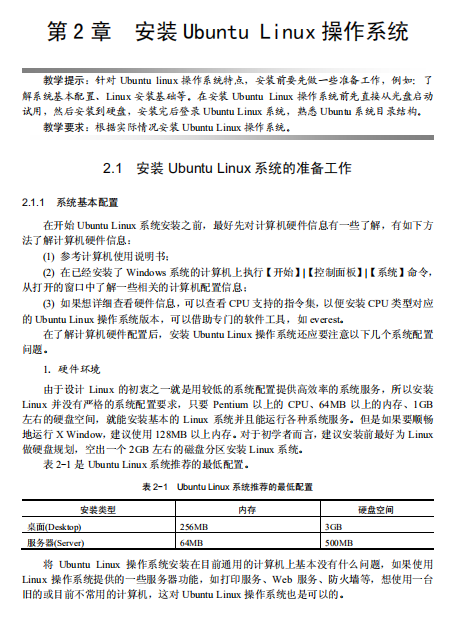 第 2 章　安装 Ubuntu Linux 操作系统
教学提示：针对 Ubuntu linux 操作系统特点，安装前要先做一些准备工作，例如：了
解系统基本配置、Linux 安装基础等。在安装 Ubuntu Linux 操作系统前先直接从光盘启动
试用，然后安装到硬盘，安装完后登录 Ubuntu Linux 系统，熟悉 Ubuntu 系统目录结构。
教学要求：根据实际情况安装 Ubuntu Linux 操作系统。
2.1　安装 Ubuntu Linux 系统的准备工作
2.1.1　系统基本配置
在开始 Ubuntu Linux 系统安装之前，最好先对计算机硬件信息有一些了解，有如下方
法了解计算机硬件信息：
(1) 参考计算机使用说明书；
(2) 在已经安装了 Windows 系统的计算机上执行【开始】|【控制面板】|【系统】命令，
从打开的窗口中了解一些相关的计算机配置信息；
(3) 如果想详细查看硬件信息，可以查看 CPU 支持的指令集，以便安装 CPU 类型对应
的 Ubuntu Linux 操作系统版本，可以借助专门的软件工具，如 everest。
在了解计算机硬件配置后，安装 Ubuntu Linux 操作系统还应要注意以下几个系统配置
问题。
1. 硬件环境
由于设计 Linux 的初衷之一就是用较低的系统配置提供高效率的系统服务，所以安装
Linux 并没有严格的系统配置要求，只要 Pentium 以上的 CPU、64MB 以上的内存、1GB
左右的硬盘空间，就能安装基本的 Linux 系统并且能运行各种系统服务。但是如果要顺畅
地运行 X Window，建议使用 128MB 以上内存。对于初学者而言，建议安装前最好为 Linux
做硬盘规划，空出一个 2GB 左右的磁盘分区安装 Linux 系统。
表 2-1 是 Ubuntu Linux 系统推荐的最低配置。
表 2-1　Ubuntu Linux 系统推荐的最低配置
安装类型　内存　硬盘空间
桌面(Desktop)　256MB　3GB
服务器(Server)　64MB　500MB
将 Ubuntu Linux 操作系统安装在目前通用的计算机上基本没有什么问题，如果使用
Linux 操作系统提供的一些服务器功能，如打印服务、Web 服务、防火墙等，想使用一台
旧的或目前不常用的计算机，这对 Ubuntu Linux 操作系统也是可以的。